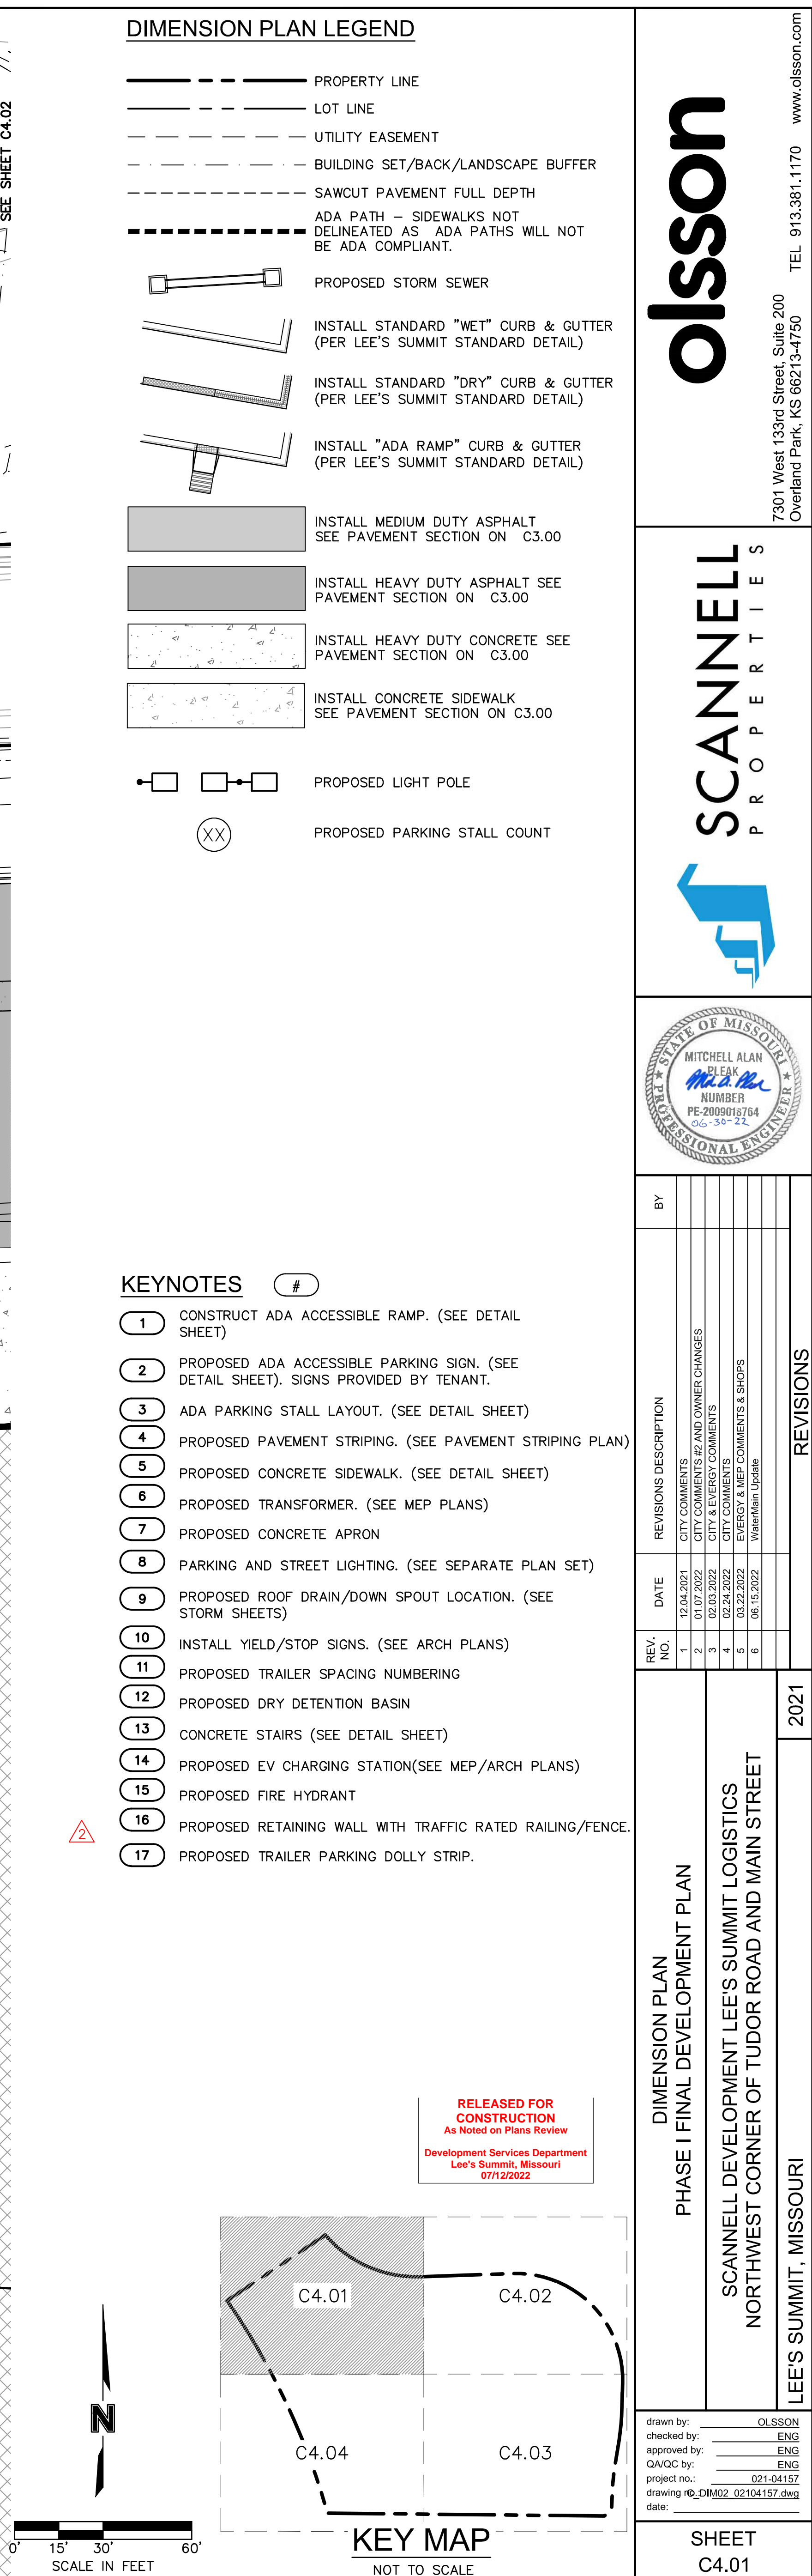 SEE SHEET C4.02
DIMENSION PLAN LEGEND
PROPERTY LINE
LOT LINE
UTILITY EASEMENT
BUILDING SET/BACK/LANDSCAPE BUFFER
SAWCUT PAVEMENT FULL DEPTH
ADA PATH – SIDEWALKS NOT
DELINEATED AS ADA PATHS WILL NOT
BE ADA COMPLIANT.
PROPOSED STORM SEWER
INSTALL STANDARD "WET" CURB & GUTTER
(PER LEE'S SUMMIT STANDARD DETAIL)
INSTALL STANDARD "DRY" CURB & GUTTER
(PER LEE'S SUMMIT STANDARD DETAIL)
INSTALL "ADA RAMP" CURB & GUTTER
(PER LEE'S SUMMIT STANDARD DETAIL)
INSTALL MEDIUM DUTY ASPHALT
SEE PAVEMENT SECTION ON C3.00
INSTALL HEAVY DUTY ASPHALT SEE
PAVEMENT SECTION ON C3.00
INSTALL HEAVY DUTY CONCRETE SEE
PAVEMENT SECTION ON C3.00
INSTALL CONCRETE SIDEWALK
SEE PAVEMENT SECTION ON C3.00
PROPOSED LIGHT POLE
XX PROPOSED PARKING STALL COUNT
KEYNOTES #
1 CONSTRUCT ADA ACCESSIBLE RAMP. (SEE DETAIL
SHEET)
2 PROPOSED ADA ACCESSIBLE PARKING SIGN. (SEE
DETAIL SHEET). SIGNS PROVIDED BY TENANT.
3 ADA PARKING STALL LAYOUT. (SEE DETAIL SHEET)
4 PROPOSED PAVEMENT STRIPING. (SEE PAVEMENT STRIPING PLAN)
5 PROPOSED CONCRETE SIDEWALK. (SEE DETAIL SHEET)
6 PROPOSED TRANSFORMER. (SEE MEP PLANS)
7 PROPOSED CONCRETE APRON
8 PARKING AND STREET LIGHTING. (SEE SEPARATE PLAN SET)
9 PROPOSED ROOF DRAIN/DOWN SPOUT LOCATION. (SEE
STORM SHEETS)
10 INSTALL YIELD/STOP SIGNS. (SEE ARCH PLANS)
11 PROPOSED TRAILER SPACING NUMBERING
12 PROPOSED DRY DETENTION BASIN
13 CONCRETE STAIRS (SEE DETAIL SHEET)
14 PROPOSED EV CHARGING STATION(SEE MEP/ARCH PLANS)
15 PROPOSED FIRE HYDRANT
2 16 PROPOSED RETAINING WALL WITH TRAFFIC RATED RAILING/FENCE.
17 PROPOSED TRAILER PARKING DOLLY STRIP.
RELEASED FOR
CONSTRUCTION
As Noted on Plans Review
Development Services Department
Lee's Summit, Missouri
07/12/2022
C4.01 C4.02
C4.04 C4.03
KEY MAP
NOT TO SCALE
N
0' 15' 30' 60'
SCALE IN FEET
olsson
7301 West 133rd Street, Suite 200
Overland Park, KS 66213-4750 TEL 913.381.1170 www.olsson.com
SCANNELL
PROPERTIES
STATE OF MISSOURI
MITCHELL ALAN
PLEAK
NUMBER
PE-2009018764
06-30-22
PROFESSIONAL ENGINEER
REV. NO. DATE REVISIONS DESCRIPTION BY
1 12.04.2021 CITY COMMENTS
2 01.07.2022 CITY COMMENTS #2 AND OWNER CHANGES
3 02.03.2022 CITY & EVERGY COMMENTS
4 02.24.2022 CITY COMMENTS
5 03.22.2022 EVERGY & MEP COMMENTS & SHOPS
6 06.15.2022 WaterMain Update
REVISIONS
DIMENSION PLAN
PHASE I FINAL DEVELOPMENT PLAN
SCANNELL DEVELOPMENT LEE'S SUMMIT LOGISTICS
NORTHWEST CORNER OF TUDOR ROAD AND MAIN STREET
LEE'S SUMMIT, MISSOURI 2021
drawn by: OLSSON
checked by: ENG
approved by: ENG
QA/QC by: ENG
project no.: 021-04157
drawing no.: C_DIM02_02104157.dwg
date:
SHEET
C4.01